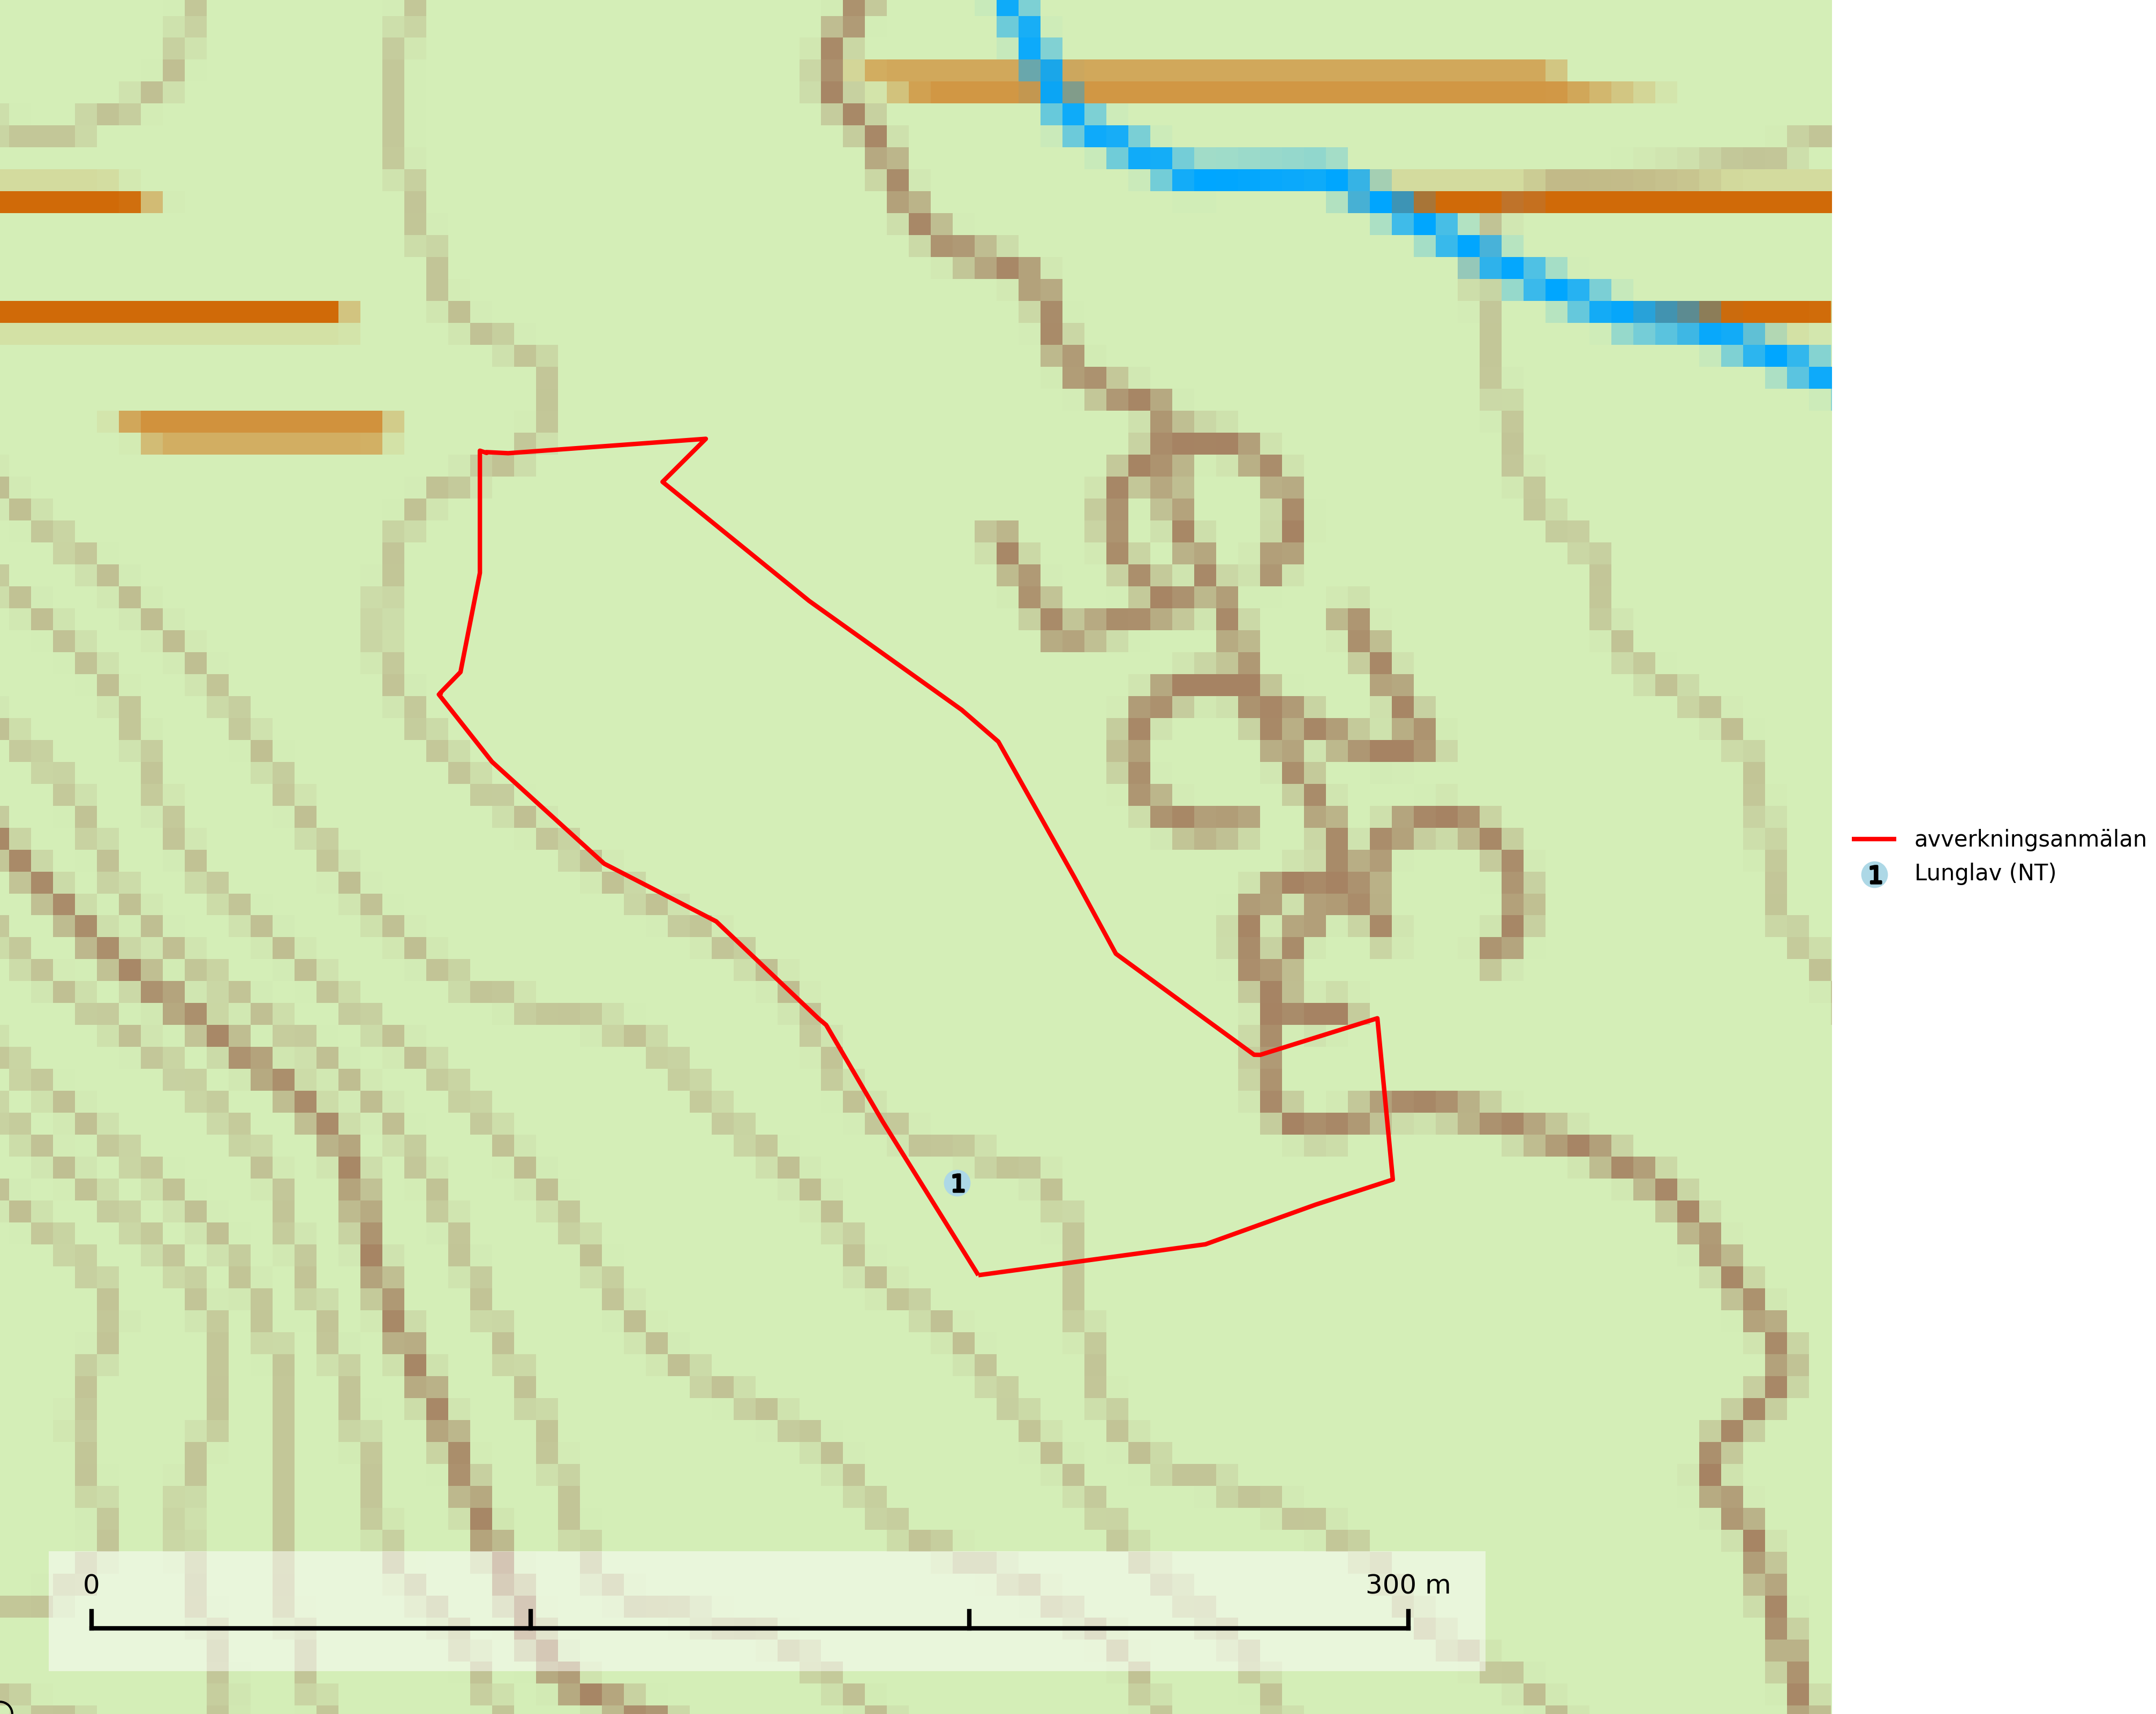 avverkningsanmälan
1 Lunglav (NT)
1
0 300 m